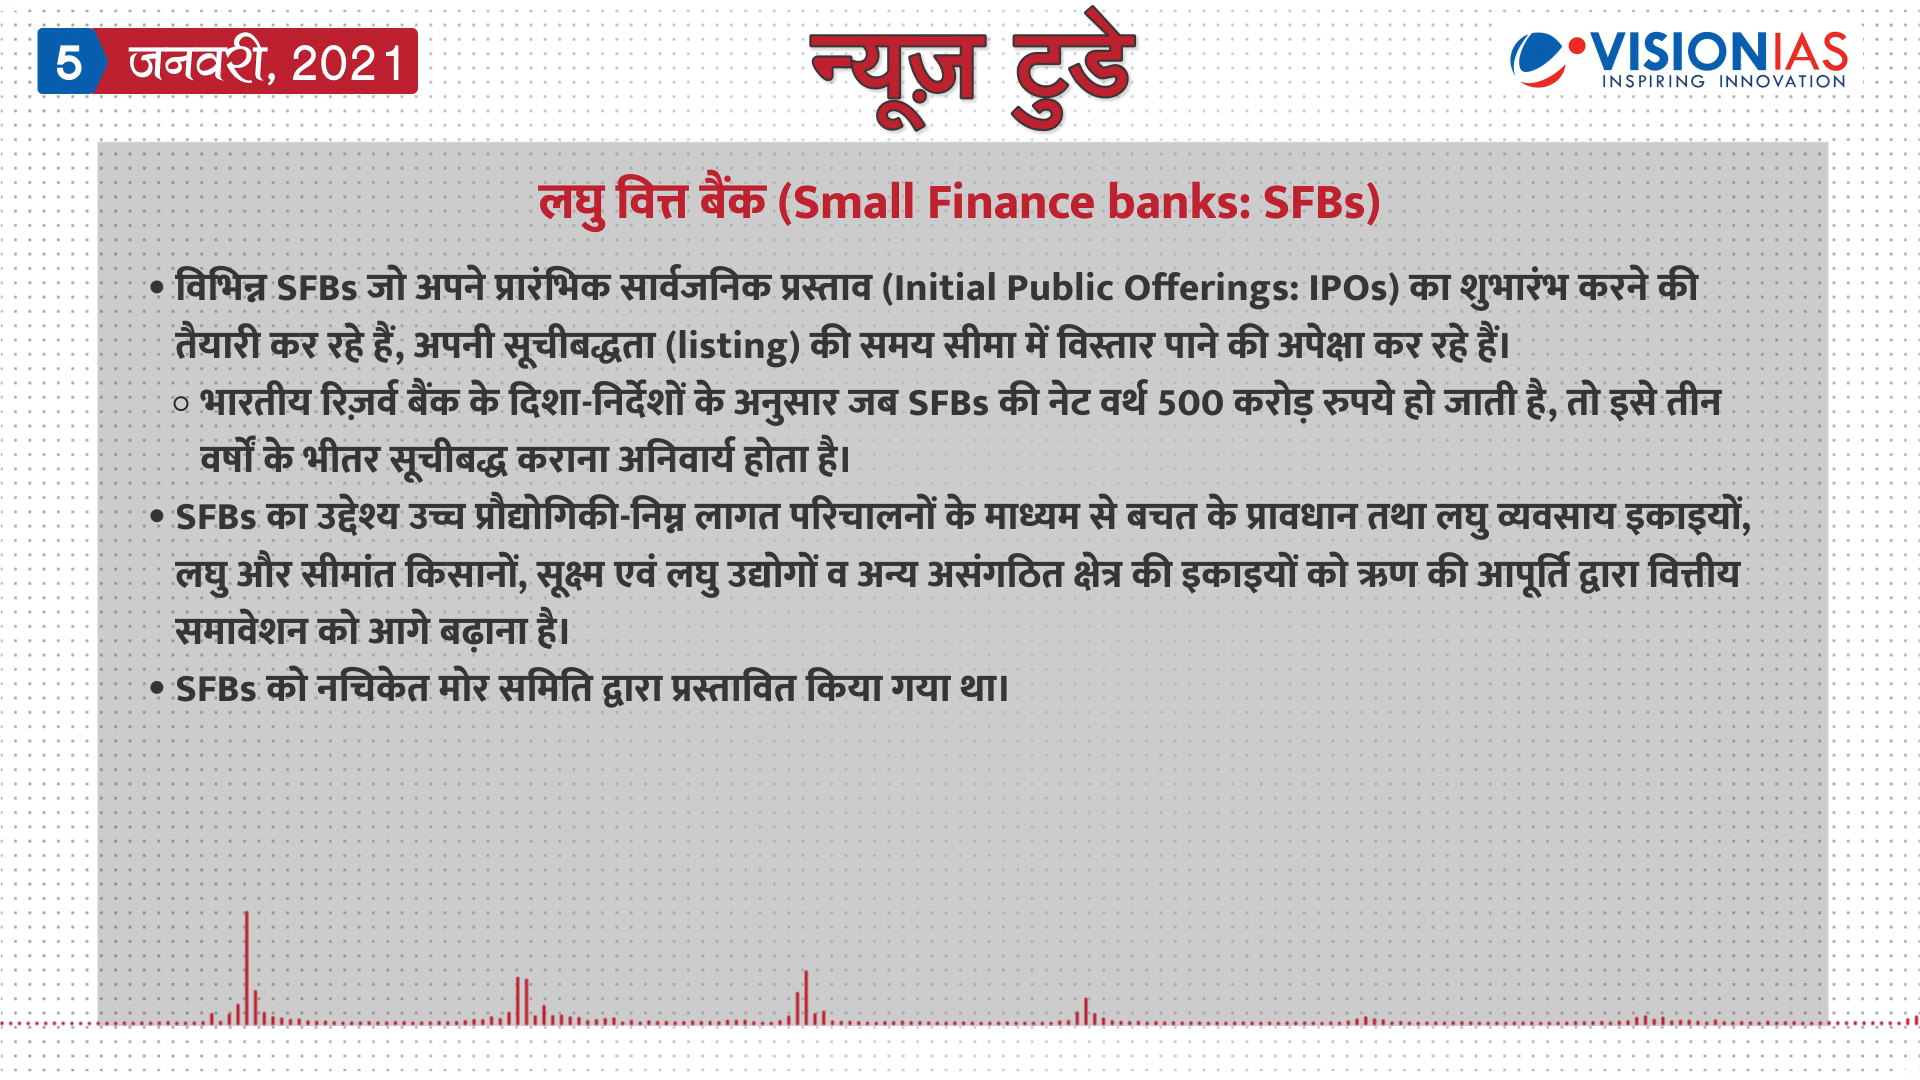 5 जनवरी, 2021
न्यूज़ टुडे
VISIONIAS
INSPIRING INNOVATION
लघु वित्त बैंक (Small Finance banks: SFBs)
• विभिन्न SFBs जो अपने प्रारंभिक सार्वजनिक प्रस्ताव (Initial Public Offerings: IPOs) का शुभारंभ करने की
तैयारी कर रहे हैं, अपनी सूचीबद्धता (listing) की समय सीमा में विस्तार पाने की अपेक्षा कर रहे हैं।
○ भारतीय रिज़र्व बैंक के दिशा-निर्देशों के अनुसार जब SFBs की नेट वर्थ 500 करोड़ रुपये हो जाती है, तो इसे तीन
वर्षों के भीतर सूचीबद्ध कराना अनिवार्य होता है।
• SFBs का उद्देश्य उच्च प्रौद्योगिकी-निम्न लागत परिचालनों के माध्यम से बचत के प्रावधान तथा लघु व्यवसाय इकाइयों,
लघु और सीमांत किसानों, सूक्ष्म एवं लघु उद्योगों व अन्य असंगठित क्षेत्र की इकाइयों को ऋण की आपूर्ति द्वारा वित्तीय
समावेशन को आगे बढ़ाना है।
• SFBs को नचिकेत मोर समिति द्वारा प्रस्तावित किया गया था।